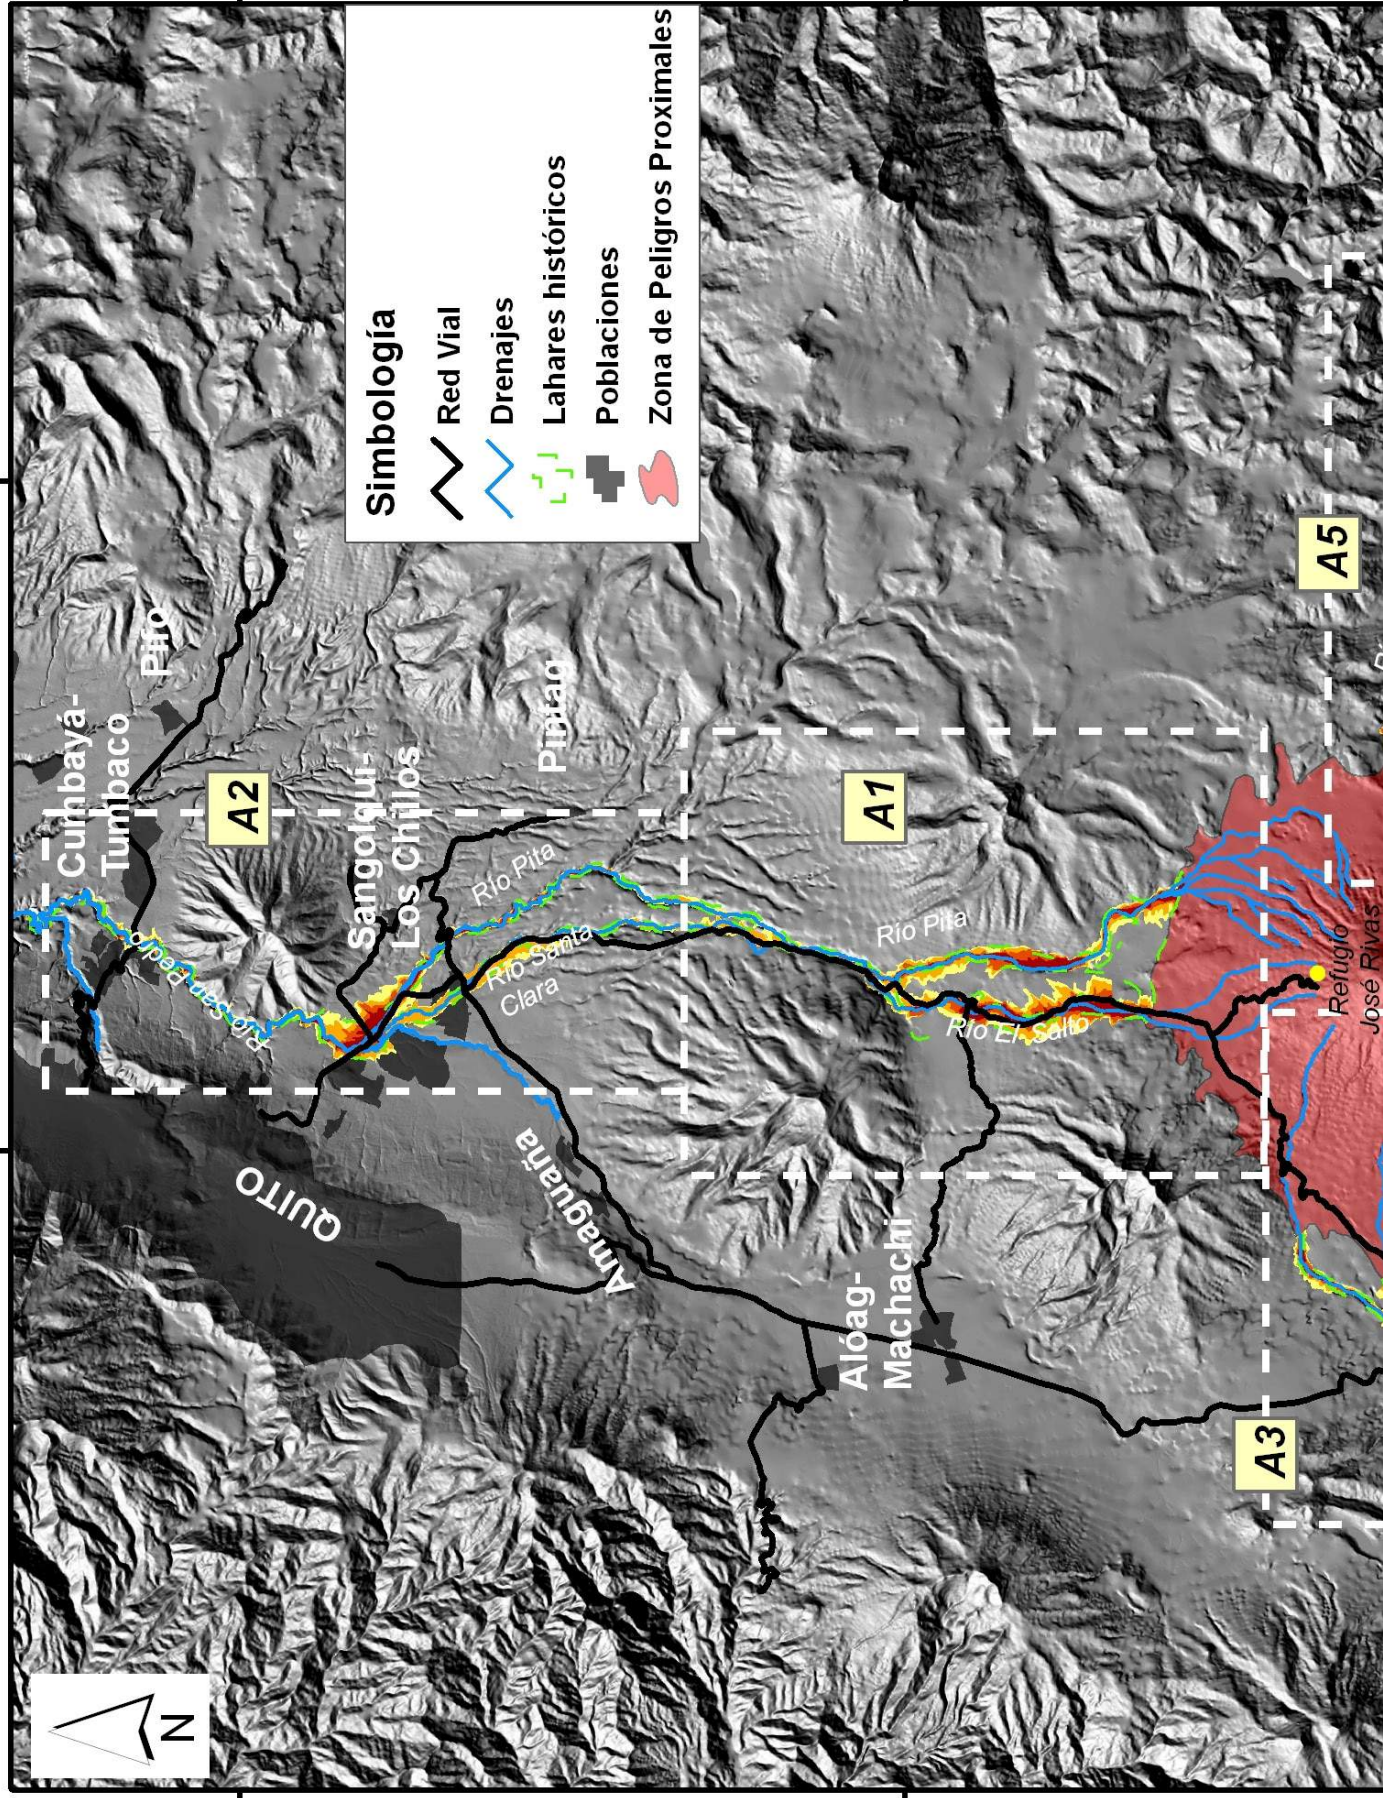 Simbología
Red Vial
Drenajes
Lahares históricos
Poblaciones
Zona de Peligros Proximales
Cumbayá-
Tumbaco
Pifo
A2
Sangolquí-
Los Chillos
Pintag
Río San Pedro
Río Pita
Río Santa
Clara
QUITO
Amaguaña
A1
Río Pita
Río El Salto
Alóag-
Machachi
A5
Refugio
José Rivas
A3
N